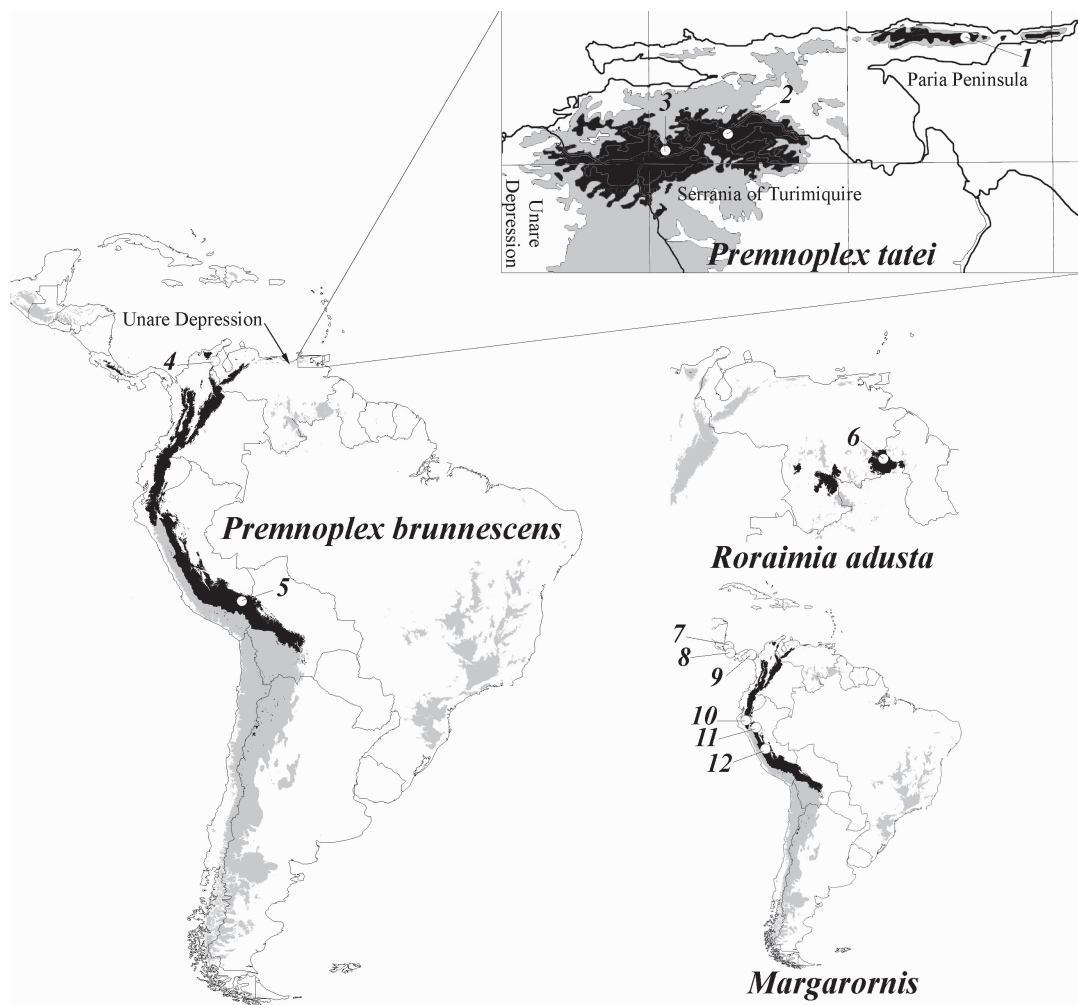 1
Paria Peninsula
3
2
Serrania of Turimiquire
Unare
Depression
Premnoplex tatei
Unare Depression
4
Premnoplex brunnescens
5
6
Roraimia adusta
7
8
9
10
11
12
Margarornis